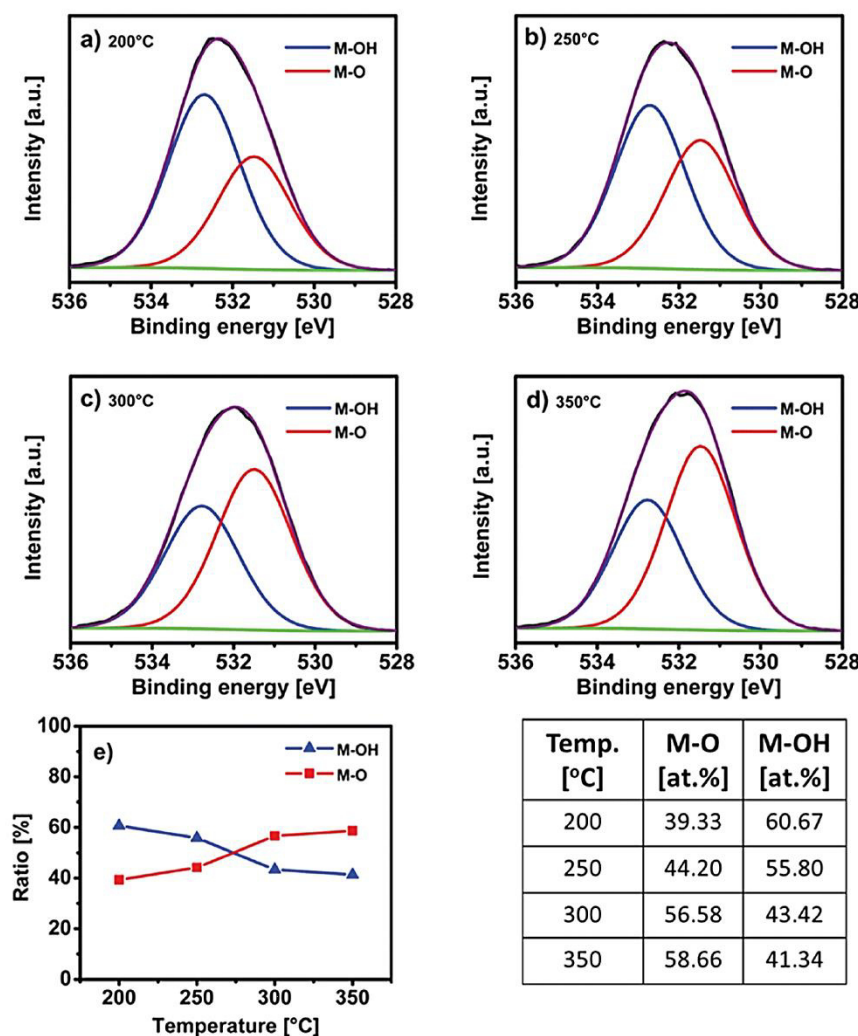 a) 200°C
M-OH
M-O
Intensity [a.u.]
536 534 532 530 528
Binding energy [eV]
b) 250°C
M-OH
M-O
Intensity [a.u.]
536 534 532 530 528
Binding energy [eV]
c) 300°C
M-OH
M-O
Intensity [a.u.]
536 534 532 530 528
Binding energy [eV]
d) 350°C
M-OH
M-O
Intensity [a.u.]
536 534 532 530 528
Binding energy [eV]
e)
M-OH
M-O
Ratio [%]
100
80
60
40
20
0
200 250 300 350
Temperature [°C]
Temp. [°C] M-O [at.%] M-OH [at.%]
200 39.33 60.67
250 44.20 55.80
300 56.58 43.42
350 58.66 41.34